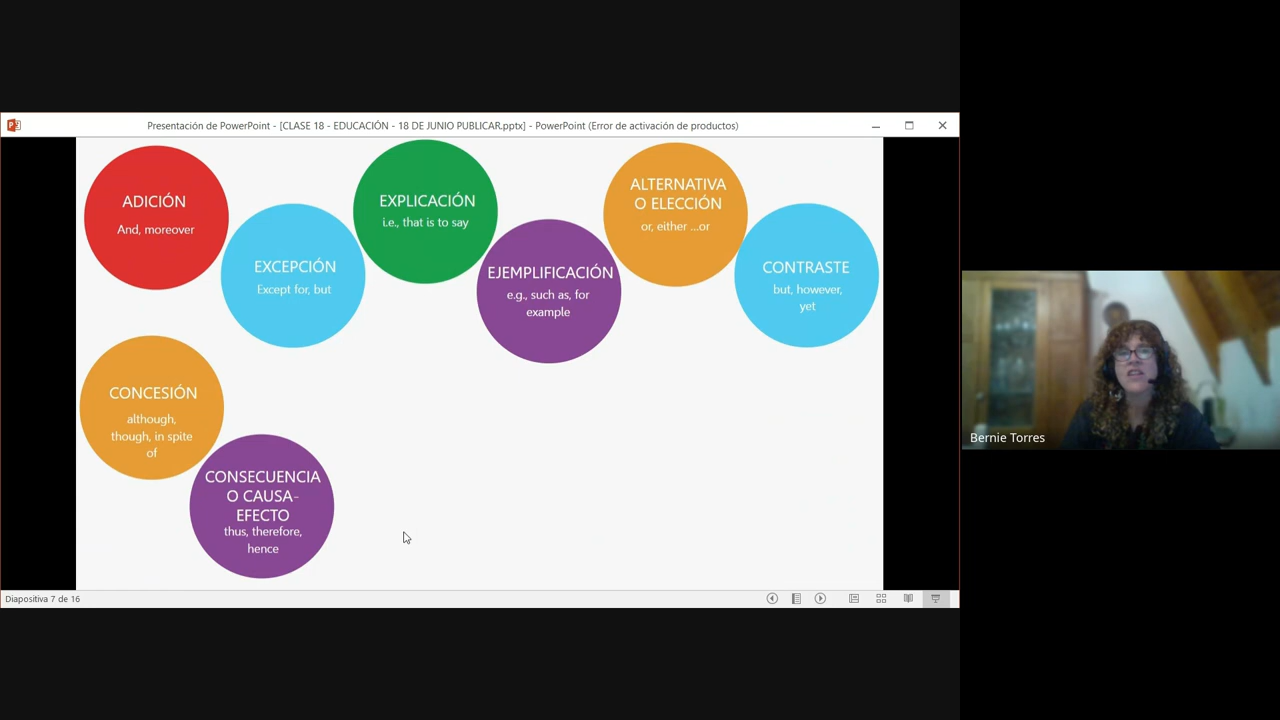 Presentación de PowerPoint - [CLASE 18 - EDUCACIÓN - 18 DE JUNIO PUBLICAR.pptx] - PowerPoint (Error de activación de productos)
ADICIÓN
And, moreover
EXCEPCIÓN
Except for, but
EXPLICACIÓN
i.e., that is to say
EJEMPLIFICACIÓN
e.g., such as, for
example
ALTERNATIVA
O ELECCIÓN
or, either ...or
CONTRASTE
but, however,
yet
CONCESIÓN
although,
though, in spite
of
CONSECUENCIA
O CAUSA-
EFECTO
thus, therefore,
hence
Bernie Torres
Diapositiva 7 de 16